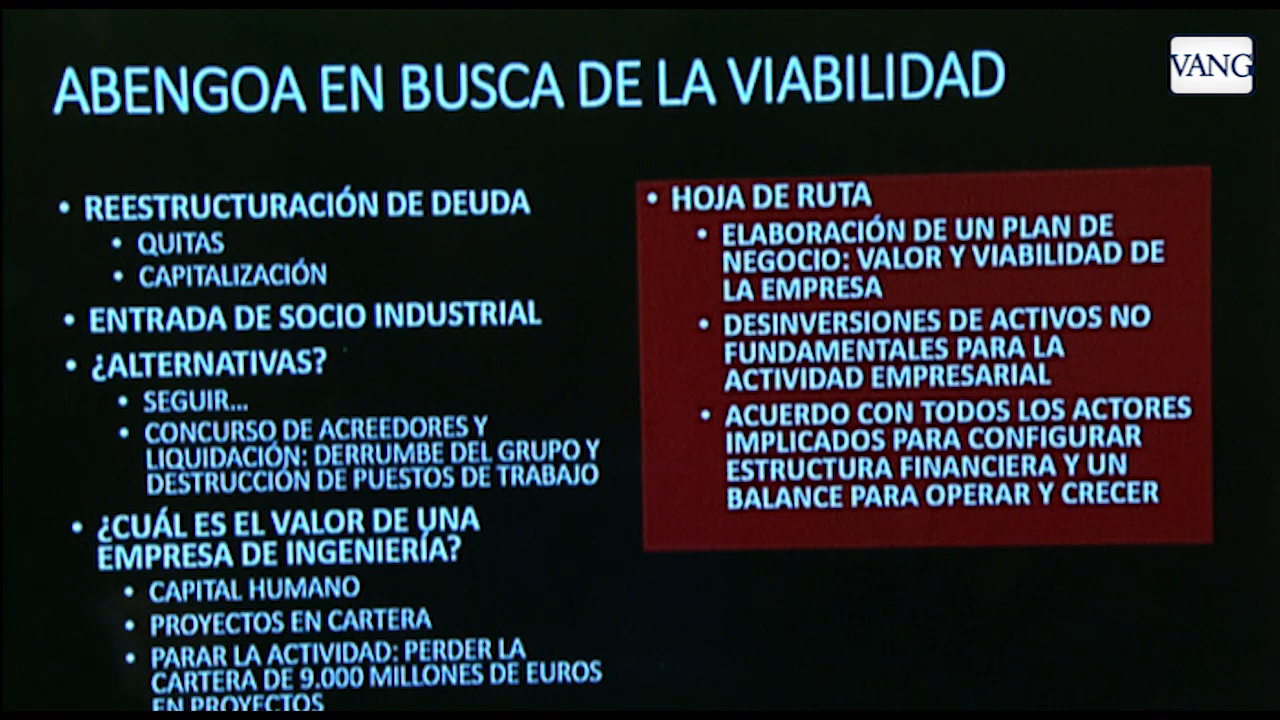 ABENGOA EN BUSCA DE LA VIABILIDAD
VANG
• REESTRUCTURACIÓN DE DEUDA
• QUITAS
• CAPITALIZACIÓN
• ENTRADA DE SOCIO INDUSTRIAL
• ¿ALTERNATIVAS?
• SEGUIR...
• CONCURSO DE ACREEDORES Y
LIQUIDACIÓN: DERRUMBE DEL GRUPO Y
DESTRUCCIÓN DE PUESTOS DE TRABAJO
• ¿CUÁL ES EL VALOR DE UNA
EMPRESA DE INGENIERÍA?
• CAPITAL HUMANO
• PROYECTOS EN CARTERA
• PARAR LA ACTIVIDAD: PERDER LA
CARTERA DE 9.000 MILLONES DE EUROS
EN PROYECTOS
• HOJA DE RUTA
• ELABORACIÓN DE UN PLAN DE
NEGOCIO: VALOR Y VIABILIDAD DE
LA EMPRESA
• DESINVERSIONES DE ACTIVOS NO
FUNDAMENTALES PARA LA
ACTIVIDAD EMPRESARIAL
• ACUERDO CON TODOS LOS ACTORES
IMPLICADOS PARA CONFIGURAR
ESTRUCTURA FINANCIERA Y UN
BALANCE PARA OPERAR Y CRECER